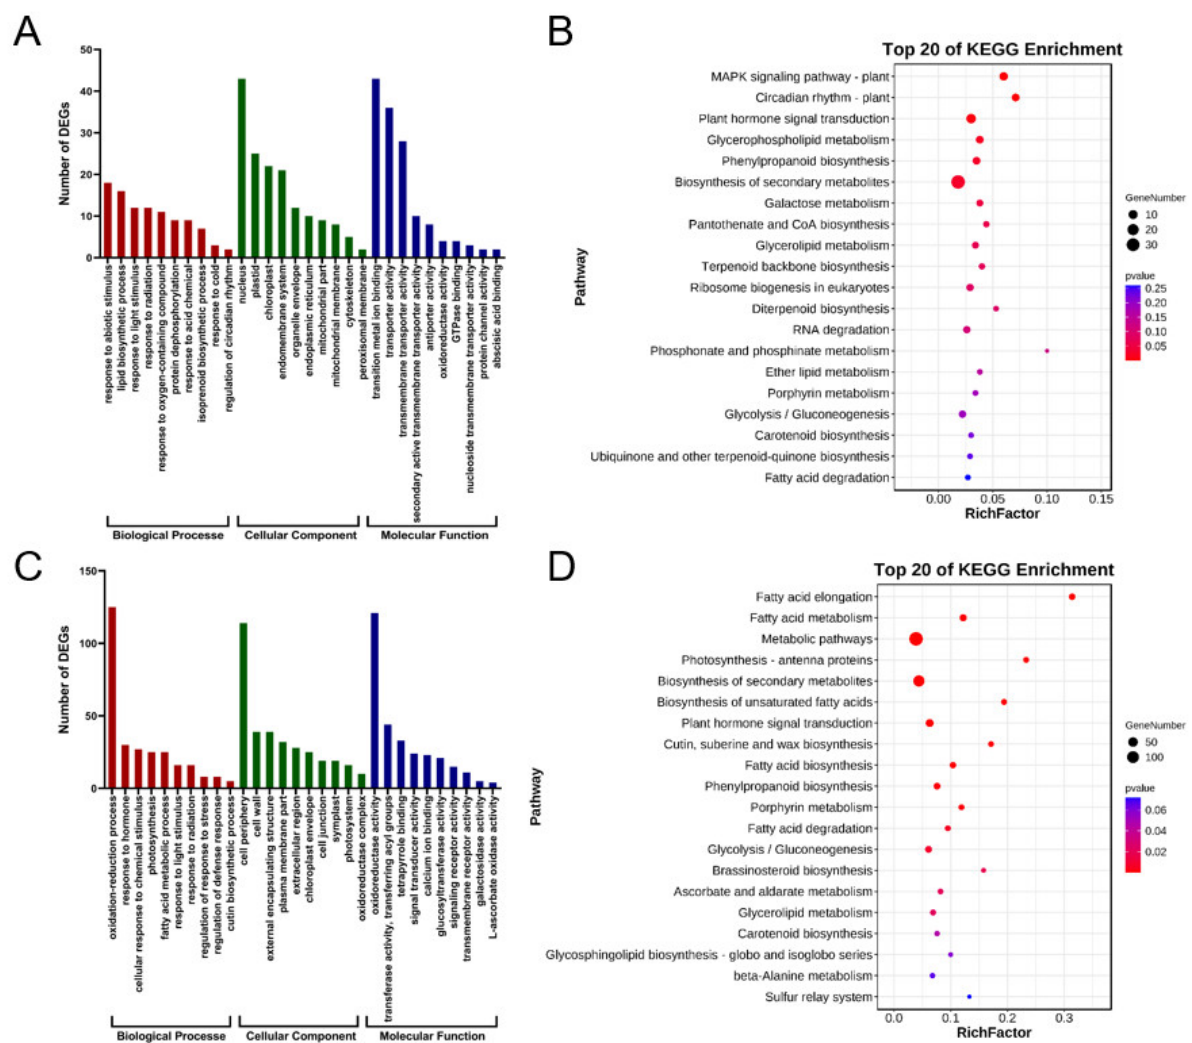 A
Number of DEGs
50
40
30
20
10
0
response to abiotic stimulus
lipid biosynthetic process
response to light stimulus
response to radiation
response to oxygen-containing compound
protein dephosphorylation
response to acid chemical
isoprenoid biosynthetic process
response to cold
regulation of circadian rhythm
nucleus
plastid
chloroplast
endomembrane system
organelle envelope
endoplasmic reticulum
mitochondrial part
mitochondrial membrane
cytoskeleton
peroxisomal membrane
transition metal ion binding
transporter activity
transmembrane transporter activity
secondary active transmembrane transporter activity
antiporter activity
oxidoreductase activity
GTPase binding
nucleoside transmembrane transporter activity
protein channel activity
abscisic acid binding
Biological Processe
Cellular Component
Molecular Function
B
Top 20 of KEGG Enrichment
Pathway
MAPK signaling pathway - plant
Circadian rhythm - plant
Plant hormone signal transduction
Glycerophospholipid metabolism
Phenylpropanoid biosynthesis
Biosynthesis of secondary metabolites
Galactose metabolism
Pantothenate and CoA biosynthesis
Glycerolipid metabolism
Terpenoid backbone biosynthesis
Ribosome biogenesis in eukaryotes
Diterpenoid biosynthesis
RNA degradation
Phosphonate and phosphinate metabolism
Ether lipid metabolism
Porphyrin metabolism
Glycolysis / Gluconeogenesis
Carotenoid biosynthesis
Ubiquinone and other terpenoid-quinone biosynthesis
Fatty acid degradation
0.00 0.05 0.10 0.15
RichFactor
GeneNumber
10
20
30
pvalue
0.25
0.20
0.15
0.10
0.05
C
Number of DEGs
150
100
50
0
oxidation-reduction process
response to hormone
cellular response to chemical stimulus
photosynthesis
fatty acid metabolic process
response to light stimulus
response to radiation
regulation of response to stress
regulation of defense response
cutin biosynthetic process
cell periphery
cell wall
external encapsulating structure
plasma membrane part
extracellular region
chloroplast envelope
cell junction
symplast
photosystem
oxidoreductase complex
oxidoreductase activity
transferase activity, transferring acyl groups
tetrapyrrole binding
signal transducer activity
calcium ion binding
glucosyltransferase activity
signaling receptor activity
transmembrane receptor activity
galactosidase activity
L-ascorbate oxidase activity
Biological Processe
Cellular Component
Molecular Function
D
Top 20 of KEGG Enrichment
Pathway
Fatty acid elongation
Fatty acid metabolism
Metabolic pathways
Photosynthesis - antenna proteins
Biosynthesis of secondary metabolites
Biosynthesis of unsaturated fatty acids
Plant hormone signal transduction
Cutin, suberine and wax biosynthesis
Fatty acid biosynthesis
Phenylpropanoid biosynthesis
Porphyrin metabolism
Fatty acid degradation
Glycolysis / Gluconeogenesis
Brassinosteroid biosynthesis
Ascorbate and aldarate metabolism
Glycerolipid metabolism
Carotenoid biosynthesis
Glycosphingolipid biosynthesis - globo and isoglobo series
beta-Alanine metabolism
Sulfur relay system
0.0 0.1 0.2 0.3
RichFactor
GeneNumber
50
100
pvalue
0.06
0.04
0.02